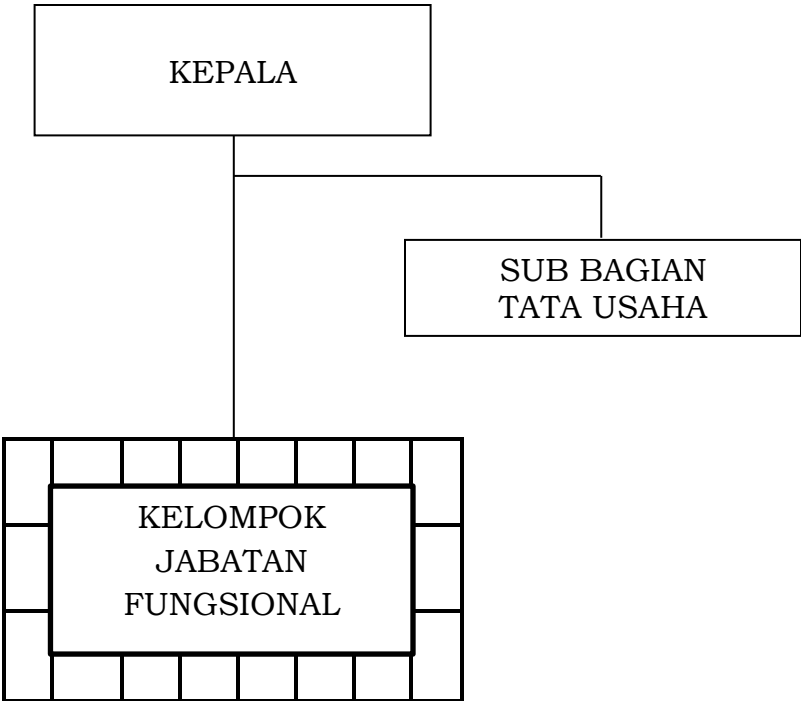 KEPALA
SUB BAGIAN
TATA USAHA
KELOMPOK
JABATAN
FUNGSIONAL